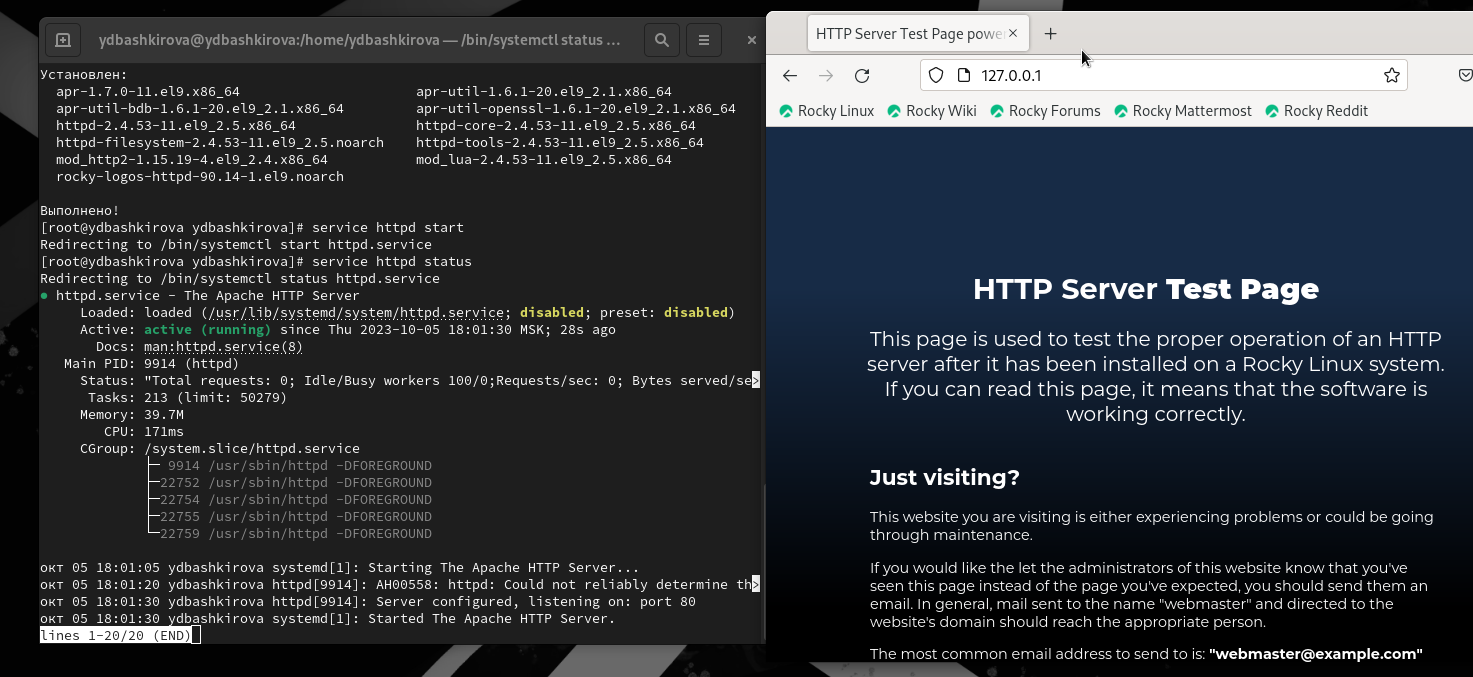 ydbashkirova@ydbashkirova:/home/ydbashkirova — /bin/systemctl status ...
Установлен:
apr-1.7.0-11.el9.x86_64 apr-util-1.6.1-20.el9_2.1.x86_64
apr-util-bdb-1.6.1-20.el9_2.1.x86_64 apr-util-openssl-1.6.1-20.el9_2.1.x86_64
httpd-2.4.53-11.el9_2.5.x86_64 httpd-core-2.4.53-11.el9_2.5.x86_64
httpd-filesystem-2.4.53-11.el9_2.5.noarch httpd-tools-2.4.53-11.el9_2.5.x86_64
mod_http2-1.15.19-4.el9_2.4.x86_64 mod_lua-2.4.53-11.el9_2.5.x86_64
rocky-logos-httpd-90.14-1.el9.noarch
Выполнено!
[root@ydbashkirova ydbashkirova]# service httpd start
Redirecting to /bin/systemctl start httpd.service
[root@ydbashkirova ydbashkirova]# service httpd status
Redirecting to /bin/systemctl status httpd.service
● httpd.service - The Apache HTTP Server
Loaded: loaded (/usr/lib/systemd/system/httpd.service; disabled; preset: disabled)
Active: active (running) since Thu 2023-10-05 18:01:30 MSK; 28s ago
Docs: man:httpd.service(8)
Main PID: 9914 (httpd)
Status: "Total requests: 0; Idle/Busy workers 100/0;Requests/sec: 0; Bytes served/se>
Tasks: 213 (limit: 50279)
Memory: 39.7M
CPU: 171ms
CGroup: /system.slice/httpd.service
├─ 9914 /usr/sbin/httpd -DFOREGROUND
├─22752 /usr/sbin/httpd -DFOREGROUND
├─22754 /usr/sbin/httpd -DFOREGROUND
├─22755 /usr/sbin/httpd -DFOREGROUND
└─22759 /usr/sbin/httpd -DFOREGROUND
окт 05 18:01:05 ydbashkirova systemd[1]: Starting The Apache HTTP Server...
окт 05 18:01:20 ydbashkirova httpd[9914]: AH00558: httpd: Could not reliably determine th>
окт 05 18:01:30 ydbashkirova httpd[9914]: Server configured, listening on: port 80
окт 05 18:01:30 ydbashkirova systemd[1]: Started The Apache HTTP Server.
lines 1-20/20 (END)
HTTP Server Test Page powe
127.0.0.1
Rocky Linux Rocky Wiki Rocky Forums Rocky Mattermost Rocky Reddit
HTTP Server Test Page
This page is used to test the proper operation of an HTTP
server after it has been installed on a Rocky Linux system.
If you can read this page, it means that the software is
working correctly.
Just visiting?
This website you are visiting is either experiencing problems or could be going
through maintenance.
If you would like the let the administrators of this website know that you've
seen this page instead of the page you've expected, you should send them an
email. In general, mail sent to the name "webmaster" and directed to the
website's domain should reach the appropriate person.
The most common email address to send to is: "webmaster@example.com"